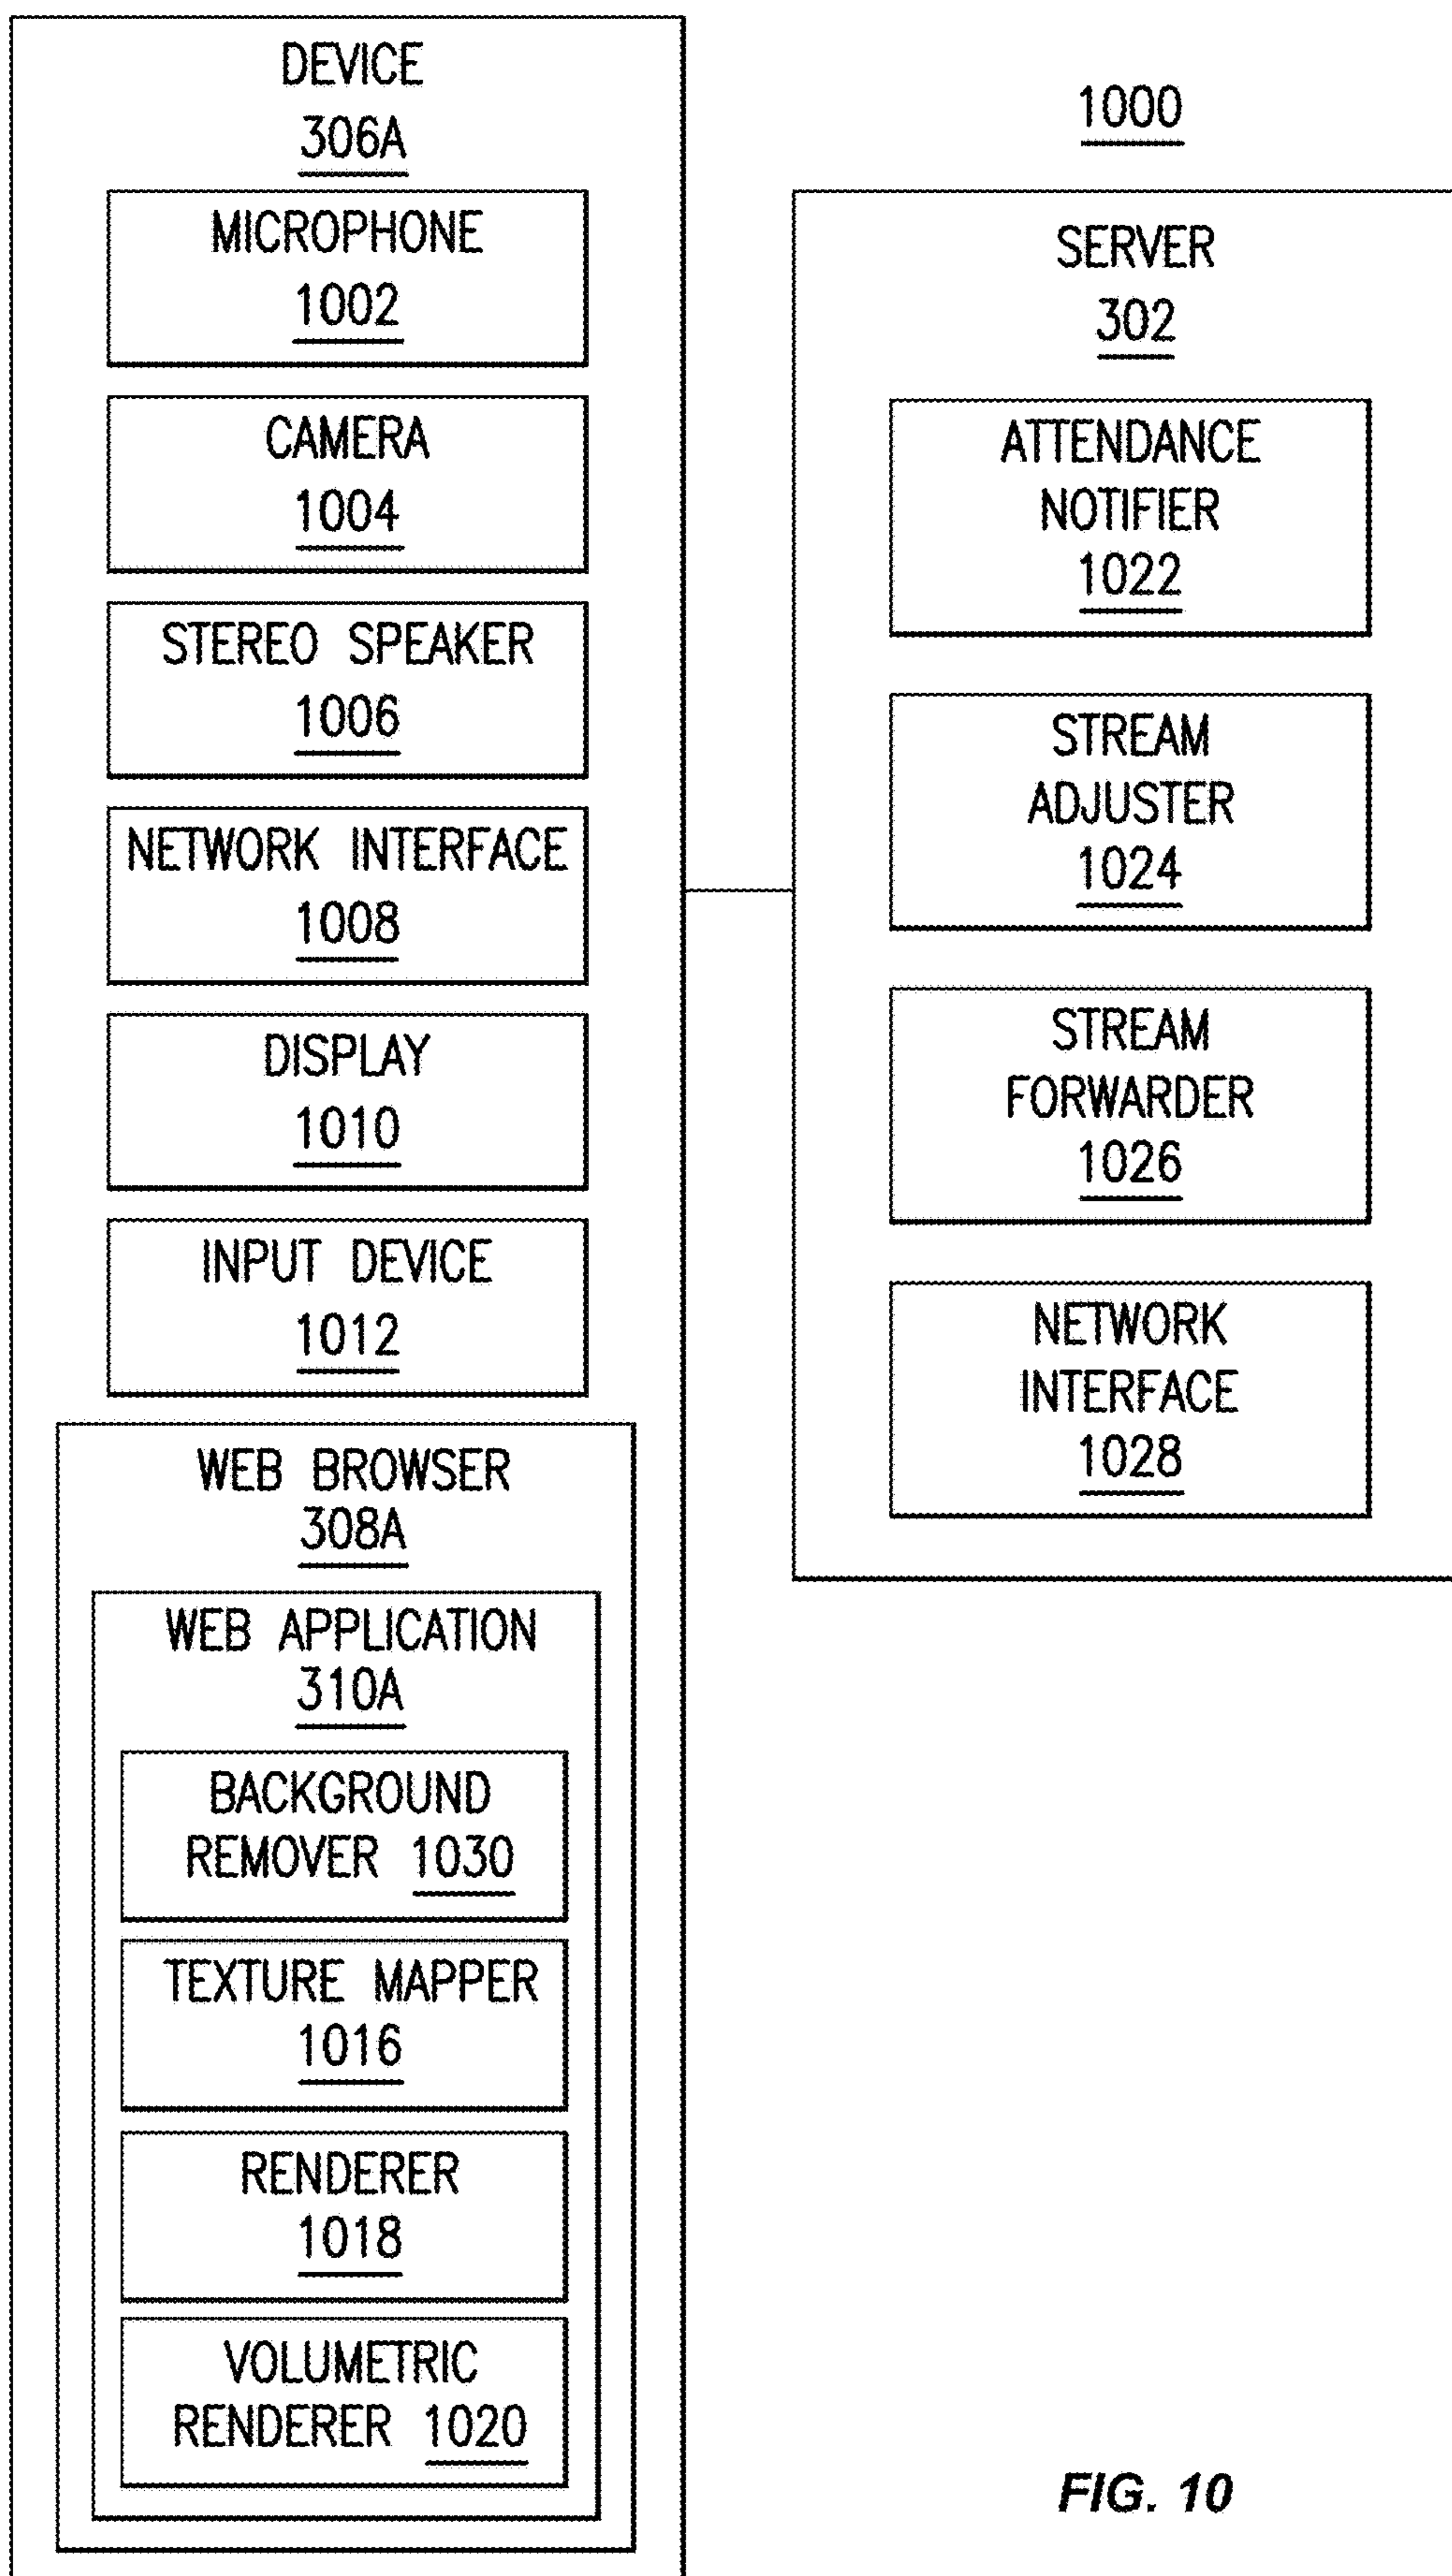 DEVICE
306A
MICROPHONE
1002
CAMERA
1004
STEREO SPEAKER
1006
NETWORK INTERFACE
1008
DISPLAY
1010
INPUT DEVICE
1012
WEB BROWSER
308A
WEB APPLICATION
310A
BACKGROUND
REMOVER 1030
TEXTURE MAPPER
1016
RENDERER
1018
VOLUMETRIC
RENDERER 1020
1000
SERVER
302
ATTENDANCE
NOTIFIER
1022
STREAM
ADJUSTER
1024
STREAM
FORWARDER
1026
NETWORK
INTERFACE
1028
FIG. 10